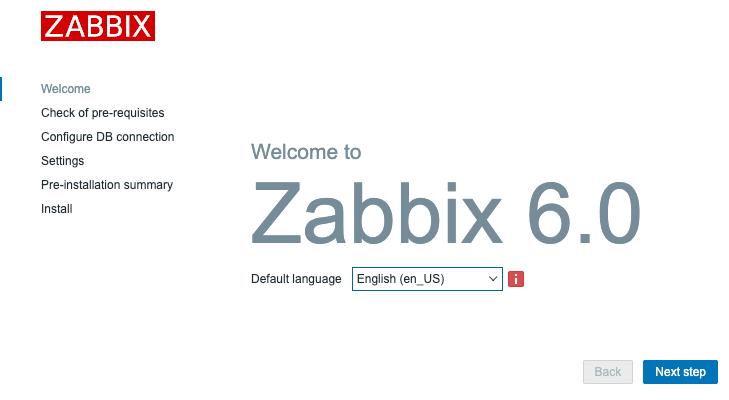 ZABBIX
Welcome
Check of pre-requisites
Configure DB connection
Settings
Pre-installation summary
Install
Welcome to
Zabbix 6.0
Default language English (en_US) i
Back Next step